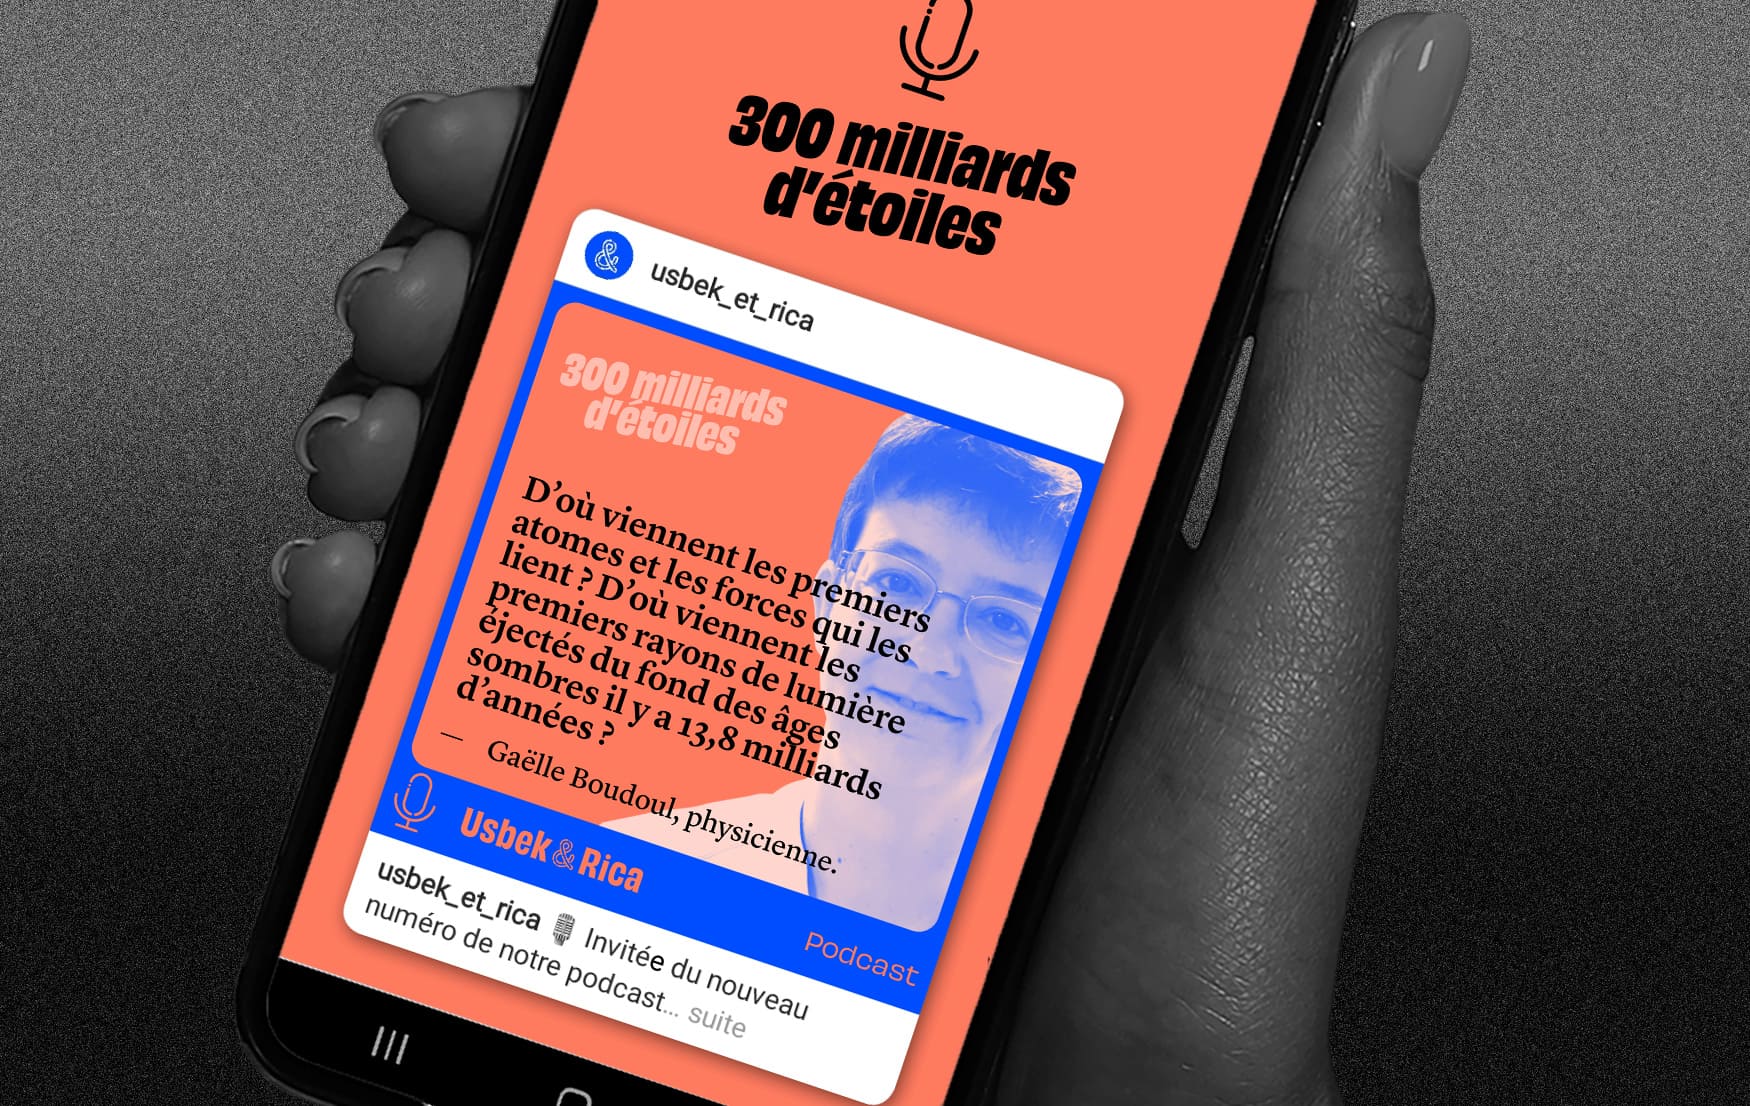 300 milliards
d'étoiles
usbek_et_rica
300 milliards
d'étoiles
D’où viennent les premiers
atomes et les forces qui les
lient ? D’où viennent les
premiers rayons de lumière
éjectés du fond des âges
sombres il y a 13,8 milliards
d’années ?
— Gaëlle Boudoul, physicienne.
Usbek & Rica
Podcast
usbek_et_rica 🎙 Invitée du nouveau
numéro de notre podcast... suite